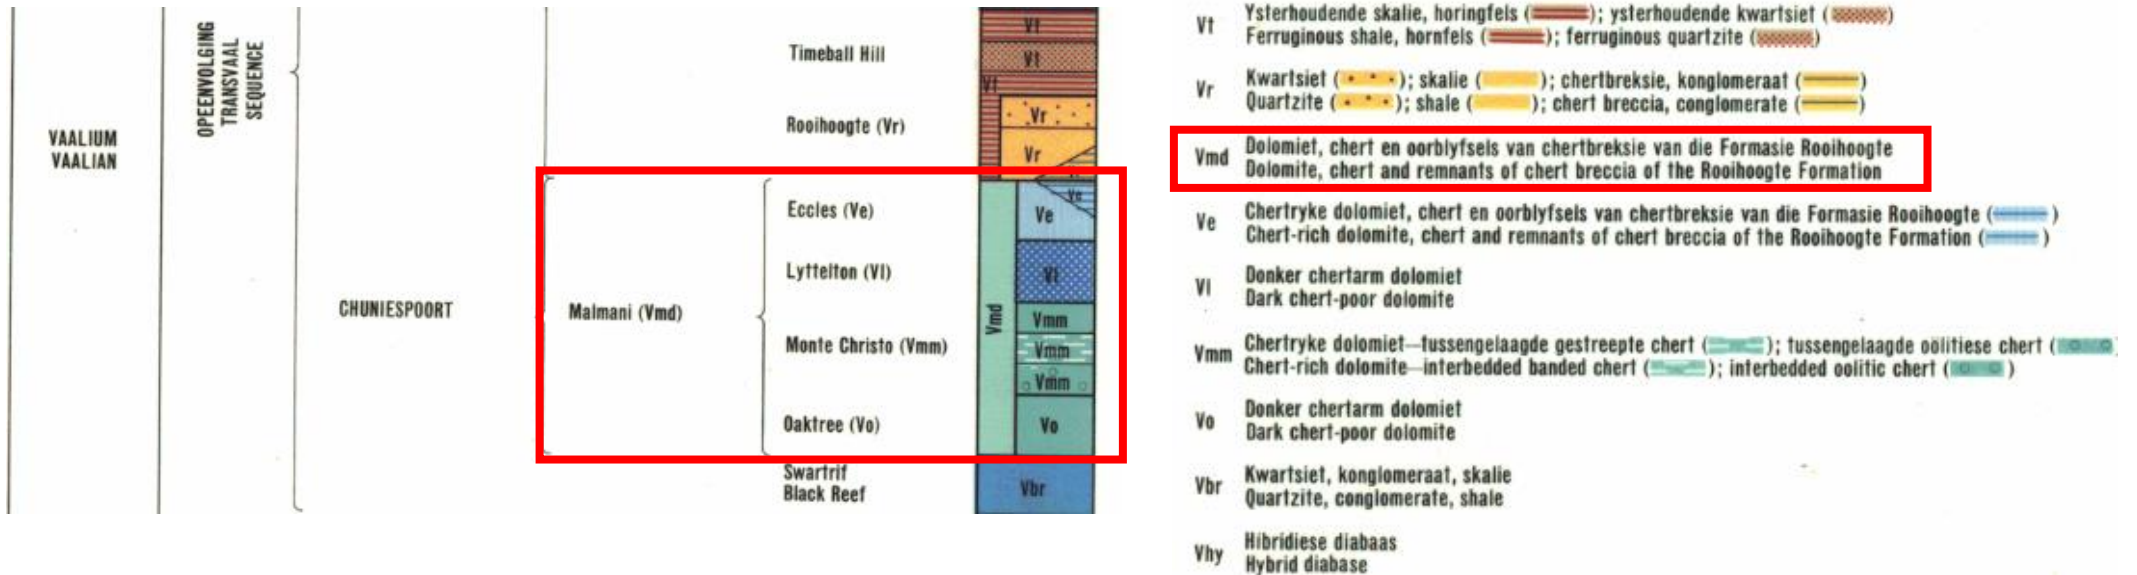 VAALIUM
VAALIAN
OPEENVOLGING
TRANSVAAL
SEQUENCE
CHUNIESPOORT
Malmani (Vmd)
Timeball Hill
Rooihoogte (Vr)
Eccles (Ve)
Lyttelton (Vl)
Monte Christo (Vmm)
Oaktree (Vo)
Swartrif
Black Reef
Vt
Vt
Vt
Vr
Vr
Ve
Ve
Vl
Vmd
Vmm
Vmm
Vmm
Vo
Vbr
Vt
Ysterhoudende skalie, horingfels ( ); ysterhoudende kwartsiet ( )
Ferruginous shale, hornfels ( ); ferruginous quartzite ( )
Vr
Kwartsiet ( ); skalie ( ); chertbreksie, konglomeraat ( )
Quartzite ( ); shale ( ); chert breccia, conglomerate ( )
Vmd
Dolomiet, chert en oorblyfsels van chertbreksie van die Formasie Rooihoogte
Dolomite, chert and remnants of chert breccia of the Rooihoogte Formation
Ve
Chertryke dolomiet, chert en oorblyfsels van chertbreksie van die Formasie Rooihoogte ( )
Chert-rich dolomite, chert and remnants of chert breccia of the Rooihoogte Formation ( )
Vl
Donker chertarm dolomiet
Dark chert-poor dolomite
Vmm
Chertryke dolomiet—tussengelaagde gestreepte chert ( ); tussengelaagde oölitiese chert (
Chert-rich dolomite—interbedded banded chert ( ); interbedded oolitic chert ( )
Vo
Donker chertarm dolomiet
Dark chert-poor dolomite
Vbr
Kwartsiet, konglomeraat, skalie
Quartzite, conglomerate, shale
Vhy
Hibridiese diabaas
Hybrid diabase